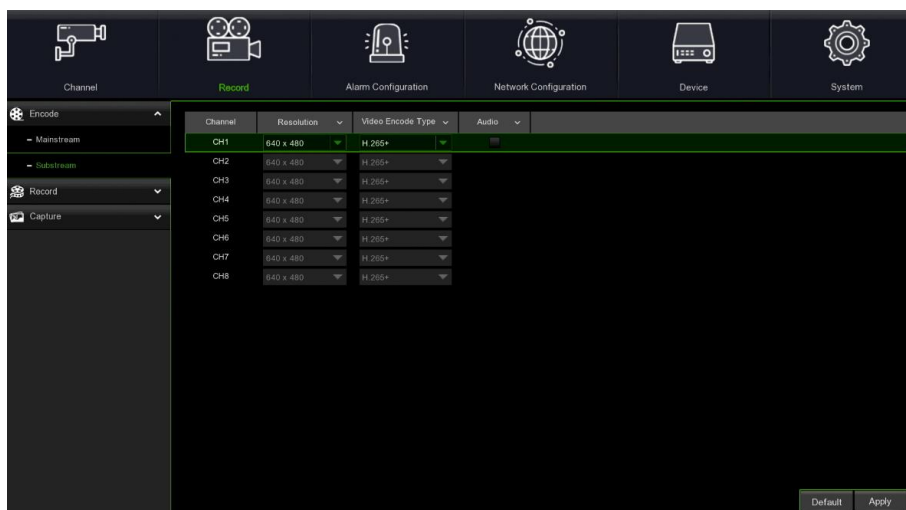 Channel Record Alarm Configuration Network Configuration Device System
Encode
Mainstream
Substream
Record
Capture
Channel Resolution Video Encode Type Audio
CH1 640 x 480 H.265+
CH2 640 x 480 H.265+
CH3 640 x 480 H.265+
CH4 640 x 480 H.265+
CH5 640 x 480 H.265+
CH6 640 x 480 H.265+
CH7 640 x 480 H.265+
CH8 640 x 480 H.265+
Default Apply